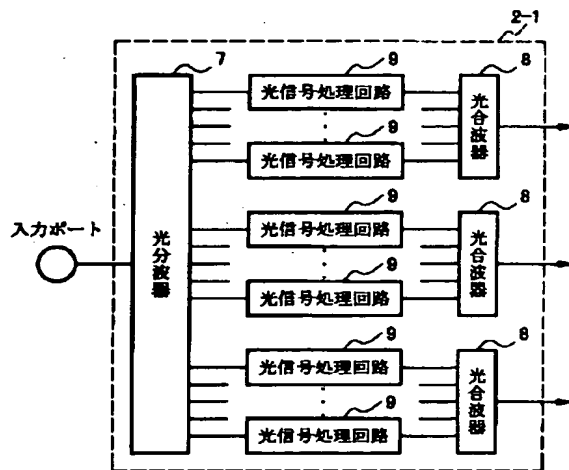 2-1
7
9
8
光信号処理回路
9
光信号処理回路
光合波器
9
8
光信号処理回路
9
光信号処理回路
光合波器
入力ポート
光分波器
9
8
光信号処理回路
9
光信号処理回路
光合波器